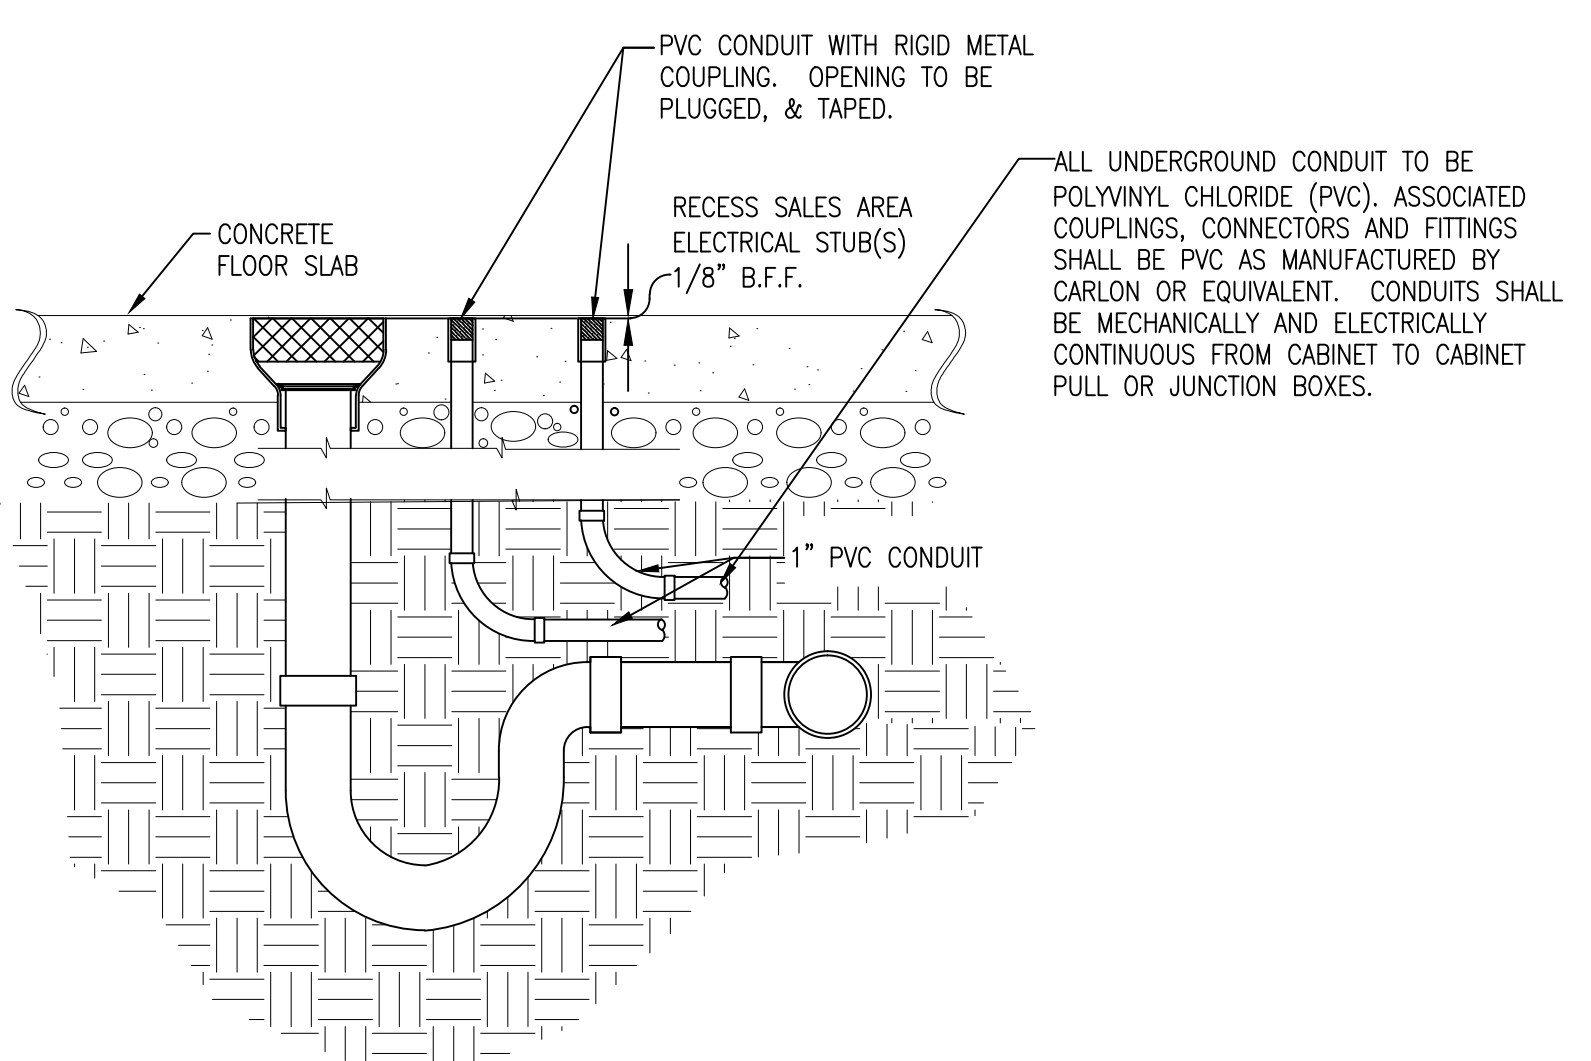 PVC CONDUIT WITH RIGID METAL
COUPLING. OPENING TO BE
PLUGGED, & TAPED.
ALL UNDERGROUND CONDUIT TO BE
POLYVINYL CHLORIDE (PVC). ASSOCIATED
COUPLINGS, CONNECTORS AND FITTINGS
SHALL BE PVC AS MANUFACTURED BY
CARLON OR EQUIVALENT. CONDUITS SHALL
BE MECHANICALLY AND ELECTRICALLY
CONTINUOUS FROM CABINET TO CABINET
PULL OR JUNCTION BOXES.
RECESS SALES AREA
ELECTRICAL STUB(S)
1/8" B.F.F.
CONCRETE
FLOOR SLAB
1" PVC CONDUIT